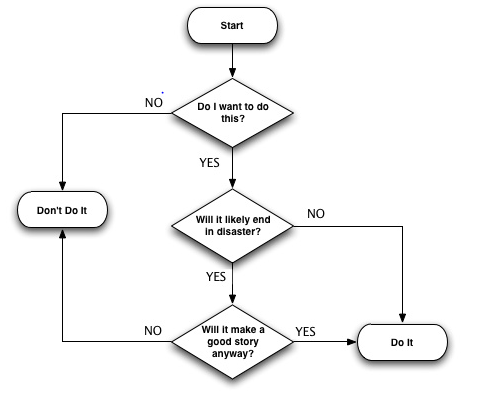 Start
NO
Do I want to do
this?
YES
Don't Do It
Will it likely end
in disaster?
NO
YES
NO
Will it make a
good story
anyway?
YES
Do It